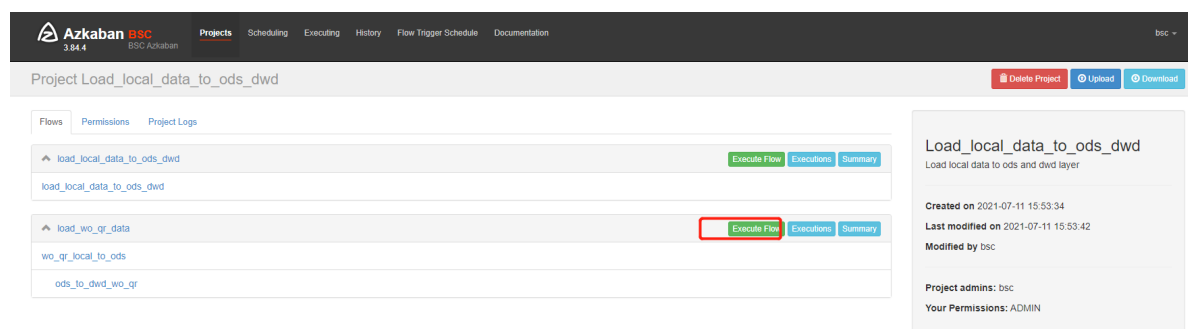 Azkaban BSC
3.84.4 BSC Azkaban
Projects Scheduling Executing History Flow Trigger Schedule Documentation
bsc
Project Load_local_data_to_ods_dwd
Delete Project Upload Download
Flows Permissions Project Logs
load_local_data_to_ods_dwd
Execute Flow Executions Summary
load_local_data_to_ods_dwd
load_wo_qr_data
Execute Flow Executions Summary
wo_qr_local_to_ods
ods_to_dwd_wo_qr
Load_local_data_to_ods_dwd
Load local data to ods and dwd layer
Created on 2021-07-11 15:53:34
Last modified on 2021-07-11 15:53:42
Modified by bsc
Project admins: bsc
Your Permissions: ADMIN